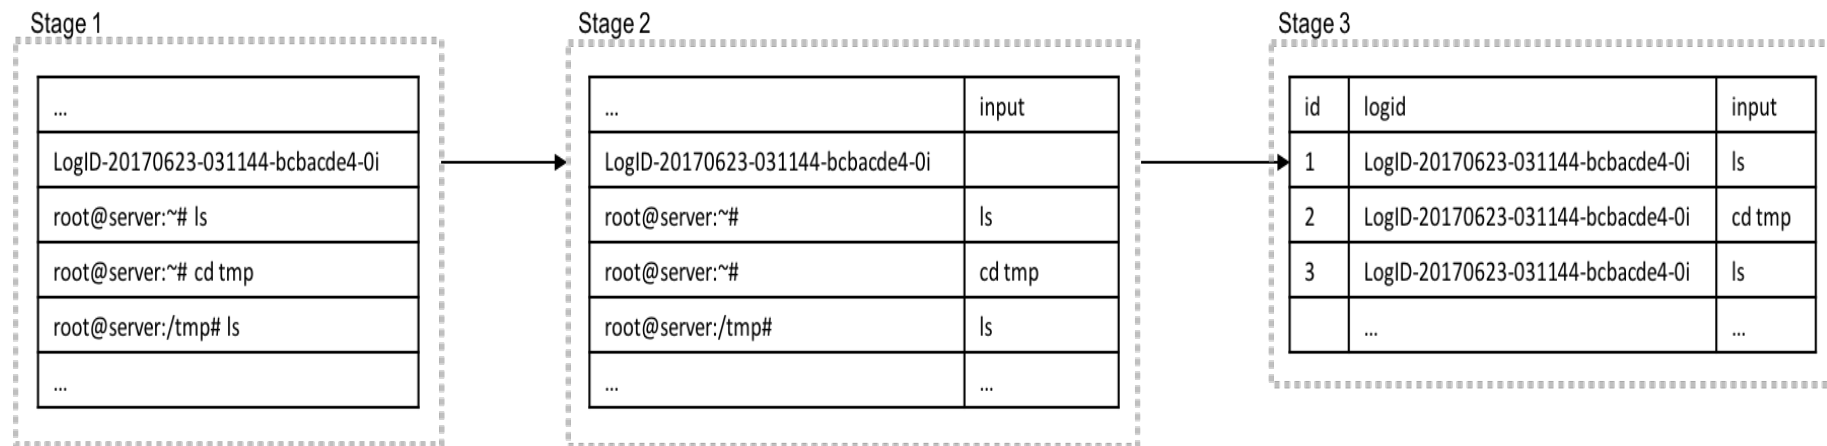 Stage 1
...
LogID-20170623-031144-bcbacde4-0i
root@server:~# ls
root@server:~# cd tmp
root@server:/tmp# ls
...
Stage 2
... input
LogID-20170623-031144-bcbacde4-0i
root@server:~# ls
root@server:~# cd tmp
root@server:/tmp# ls
... ...
Stage 3
id logid input
1 LogID-20170623-031144-bcbacde4-0i ls
2 LogID-20170623-031144-bcbacde4-0i cd tmp
3 LogID-20170623-031144-bcbacde4-0i ls
... ...